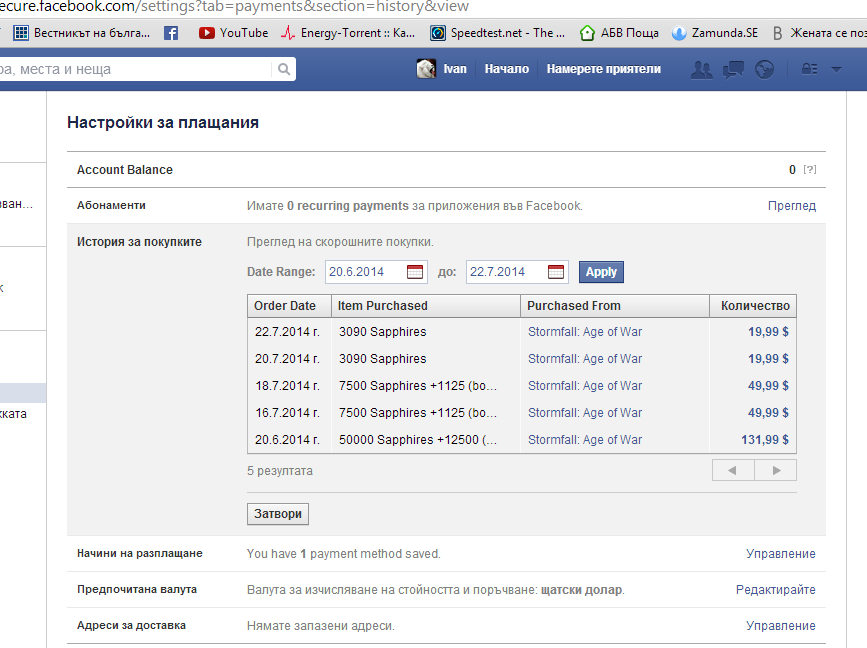 ecure.facebook.com/settings?tab=payments&section=history&view
Вестникът на бълга... YouTube Energy-Torrent :: Ка... Speedtest.net - The ... АБВ Поща Zamunda.SE Жената се поз
ра, места и неща Ivan Начало Намерете приятели
Настройки за плащания
Account Balance 0 [?]
зван...
Абонаменти Имате 0 recurring payments за приложения във Facebook. Преглед
История за покупките Преглед на скорошните покупки.
Date Range: 20.6.2014 до: 22.7.2014 Apply
к
Order Date Item Purchased Purchased From Количество
22.7.2014 г. 3090 Sapphires Stormfall: Age of War 19,99 $
20.7.2014 г. 3090 Sapphires Stormfall: Age of War 19,99 $
18.7.2014 г. 7500 Sapphires +1125 (bo... Stormfall: Age of War 49,99 $
16.7.2014 г. 7500 Sapphires +1125 (bo... Stormfall: Age of War 49,99 $
ката
20.6.2014 г. 50000 Sapphires +12500 (... Stormfall: Age of War 131,99 $
5 резултата
Затвори
Начини на разплащане You have 1 payment method saved. Управление
Предпочитана валута Валута за изчисляване на стойността и поръчване: щатски долар. Редактирайте
Адреси за доставка Нямате запазени адреси. Управление